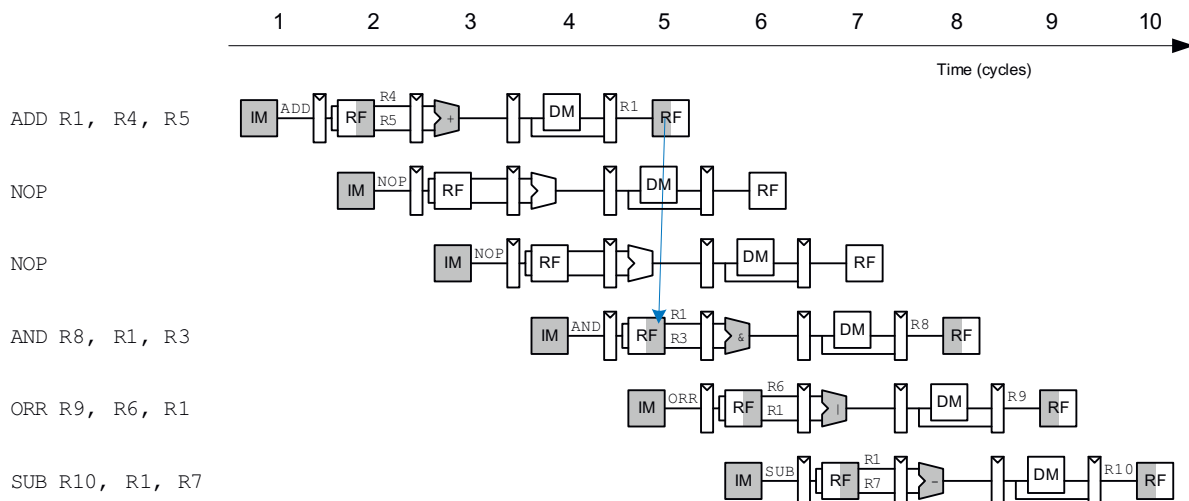 1 2 3 4 5 6 7 8 9 10
Time (cycles)
ADD R1, R4, R5 IM ADD RF R4 R5 + DM R1 RF
NOP IM NOP RF DM RF
NOP IM NOP RF DM RF
AND R8, R1, R3 IM AND RF R1 R3 & DM R8 RF
ORR R9, R6, R1 IM ORR RF R6 R1 | DM R9 RF
SUB R10, R1, R7 IM SUB RF R1 R7 - DM R10 RF